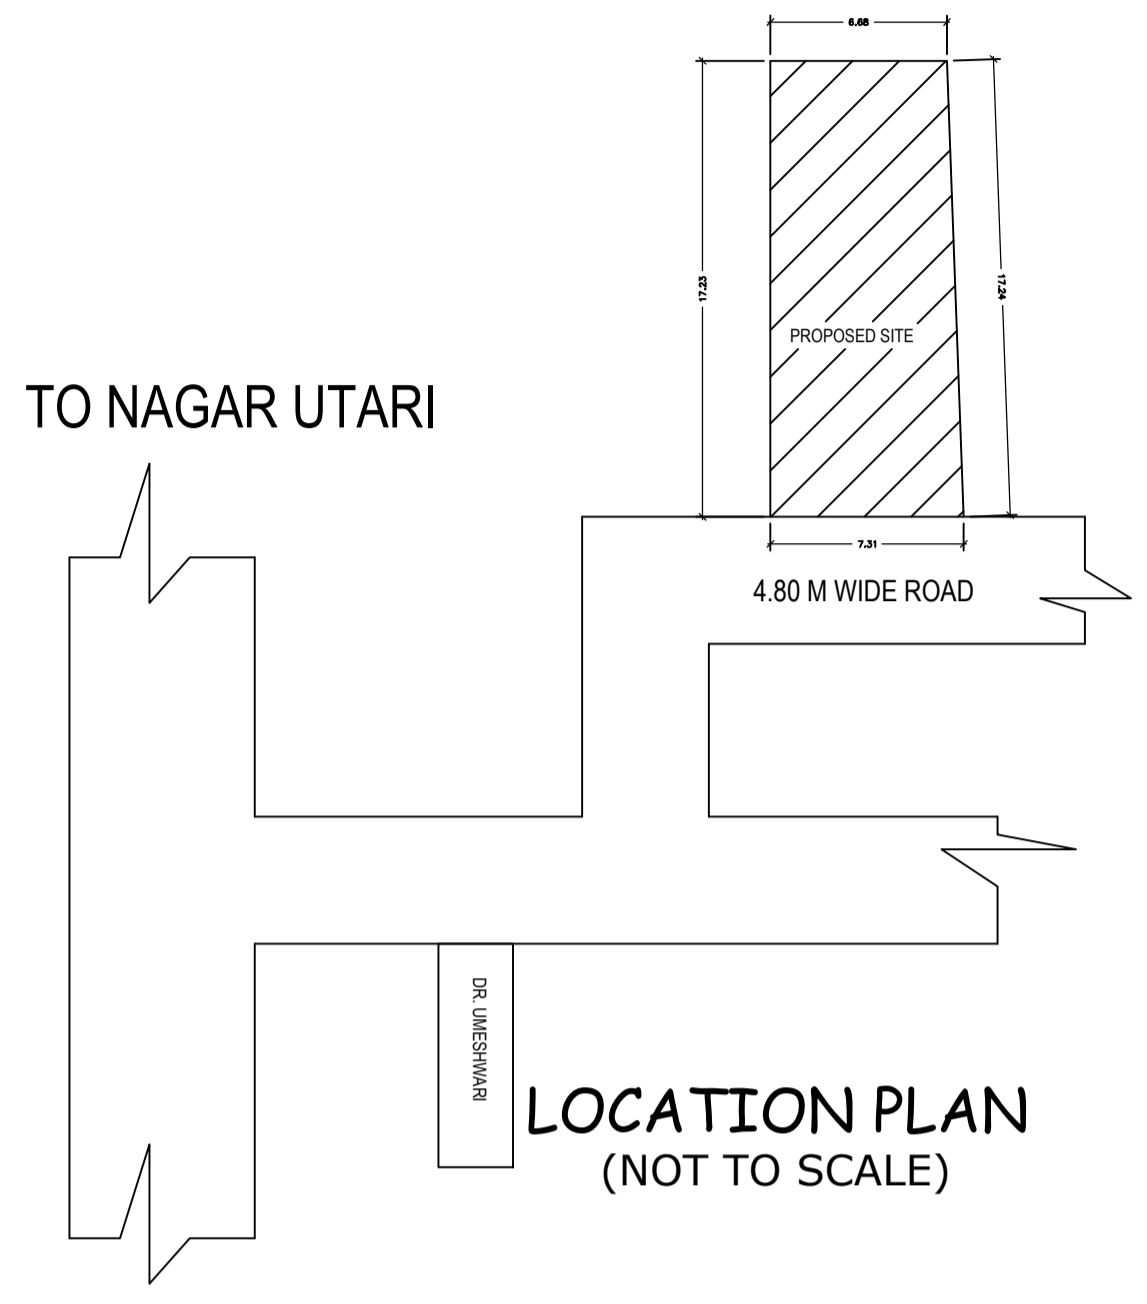 6.68
17.23
17.24
PROPOSED SITE
TO NAGAR UTARI
7.31
4.80 M WIDE ROAD
DR. UMESHWARI
LOCATION PLAN
(NOT TO SCALE)